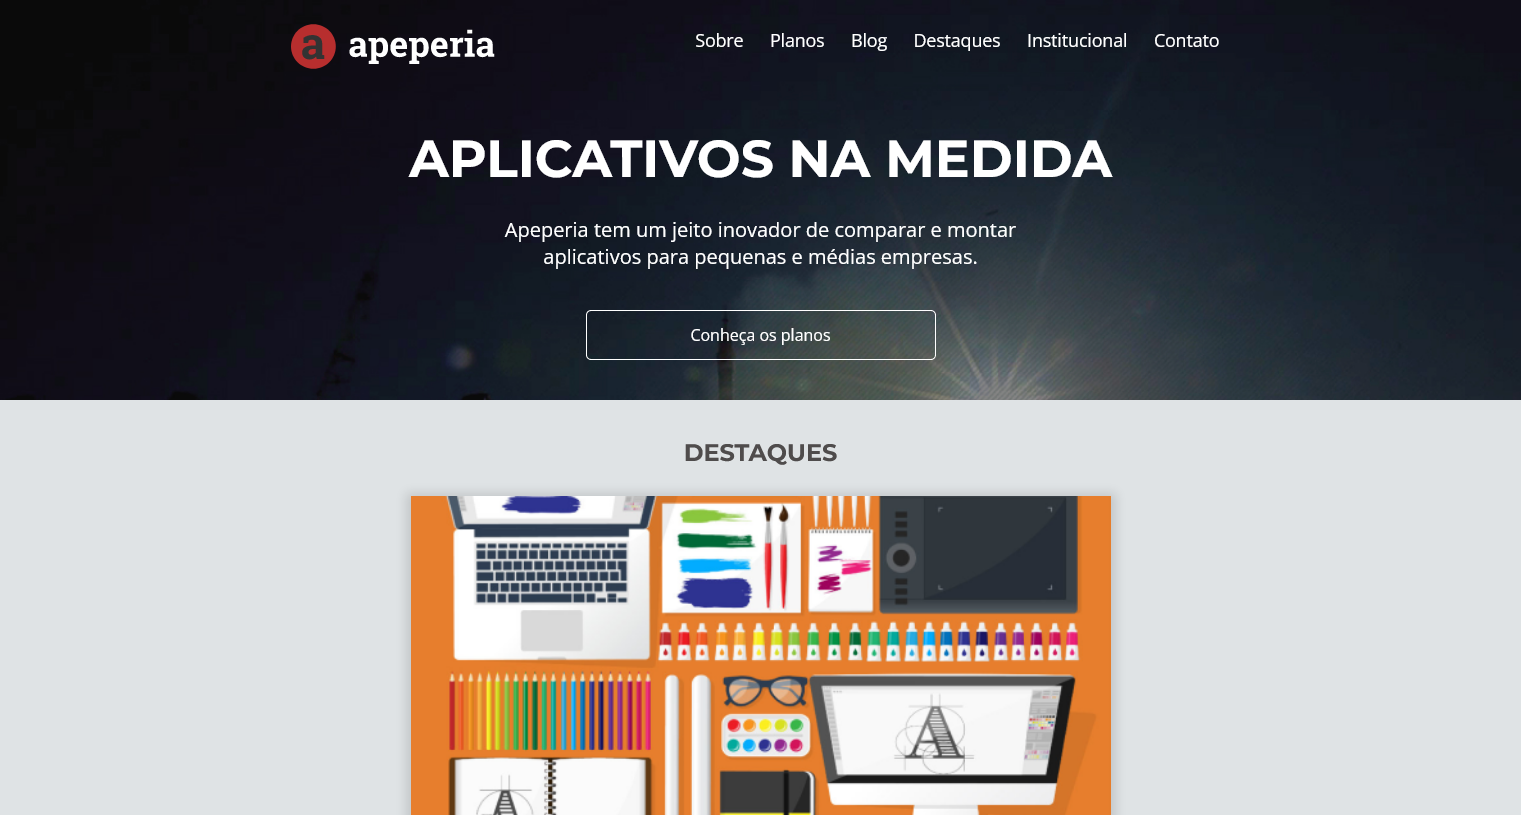 a apeperia
Sobre Planos Blog Destaques Institucional Contato
APLICATIVOS NA MEDIDA
Apeperia tem um jeito inovador de comparar e montar
aplicativos para pequenas e médias empresas.
Conheça os planos
DESTAQUES
A
A